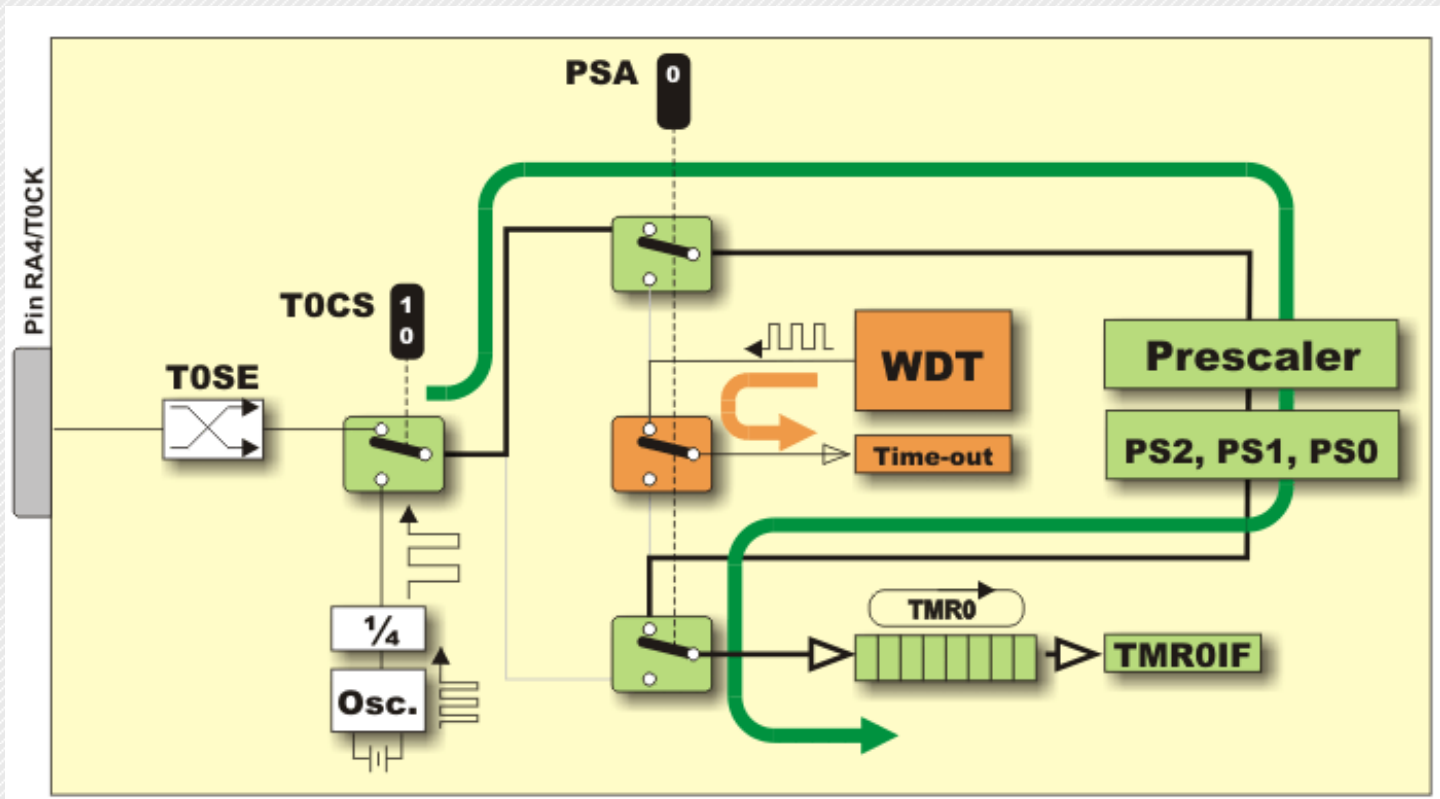 PSA
0
Pin RA4/T0CK
T0CS
1
0
T0SE
WDT
Prescaler
Time-out
PS2, PS1, PS0
¼
TMR0
TMR0IF
Osc.